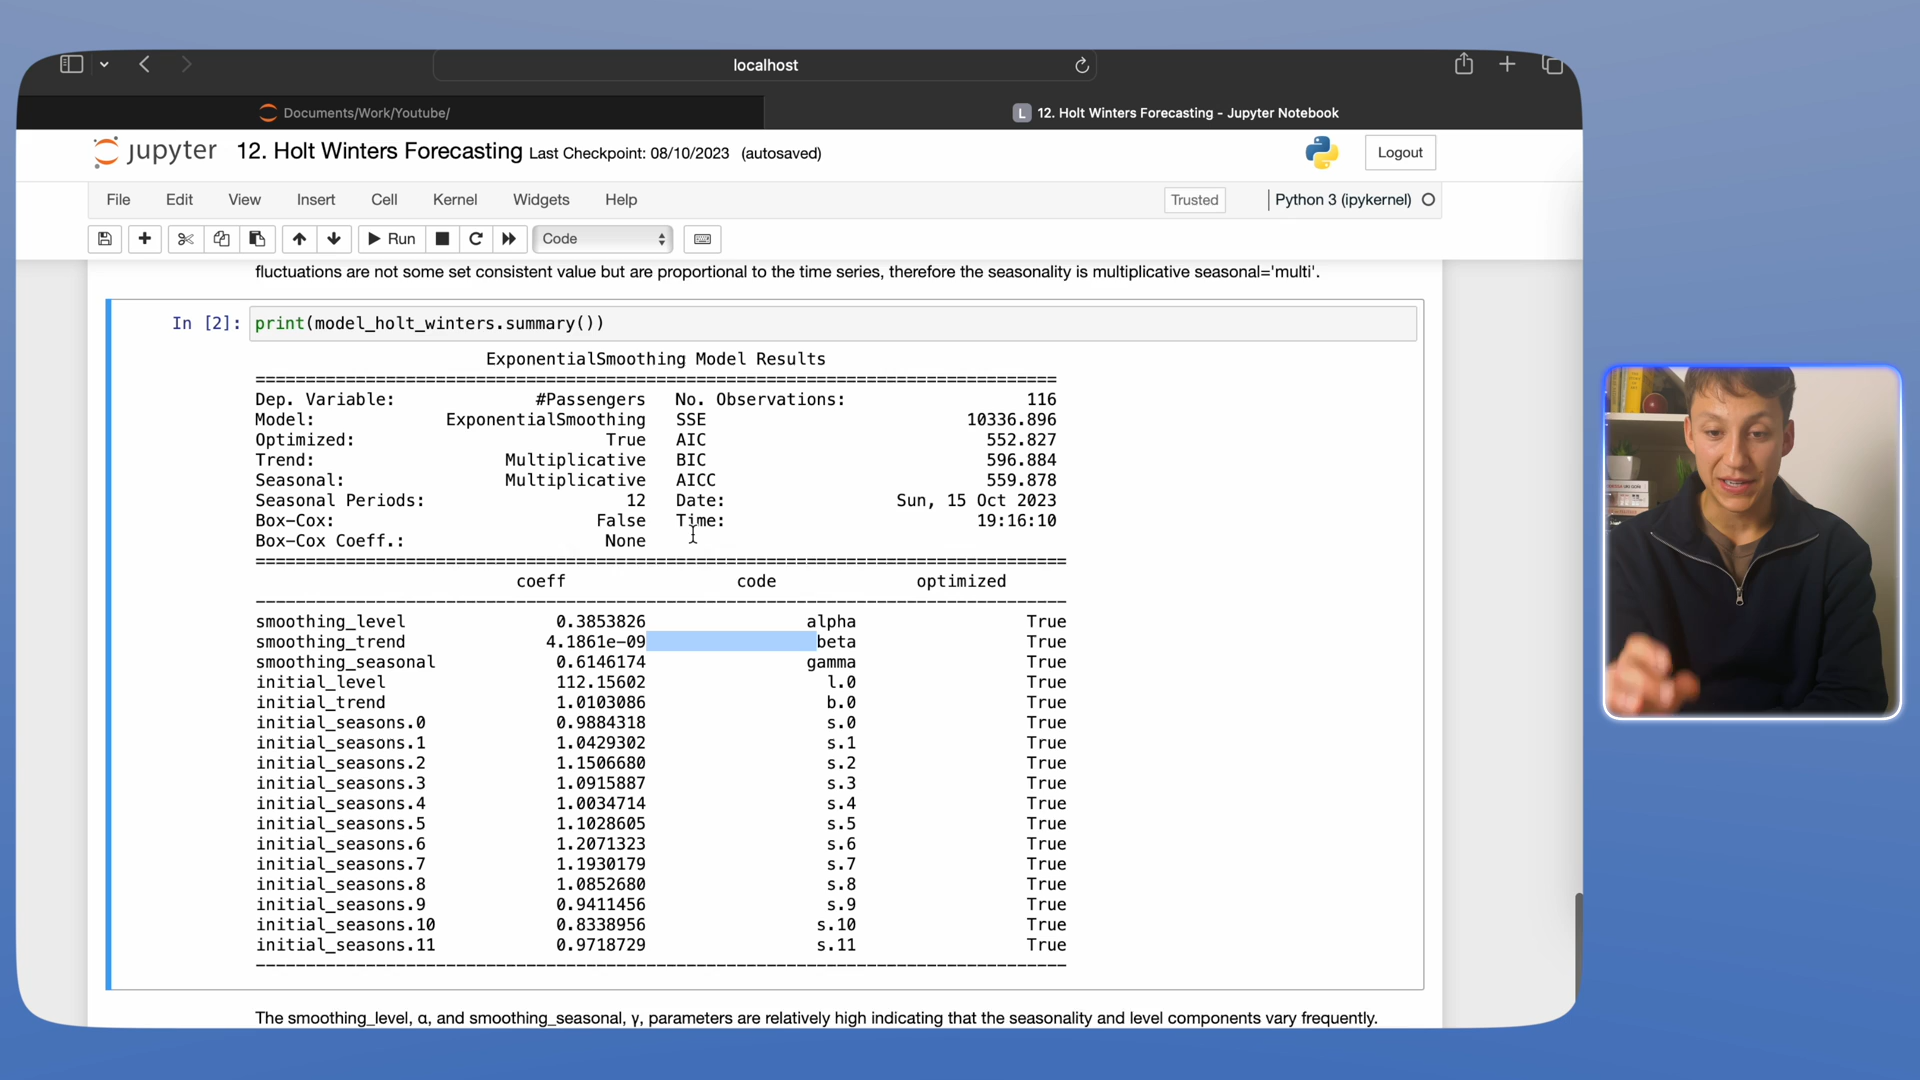 localhost
Documents/Work/Youtube/
L 12. Holt Winters Forecasting - Jupyter Notebook
jupyter 12. Holt Winters Forecasting Last Checkpoint: 08/10/2023 (autosaved)
Logout
File Edit View Insert Cell Kernel Widgets Help
Trusted
Python 3 (ipykernel)
Run
Code
fluctuations are not some set consistent value but are proportional to the time series, therefore the seasonality is multiplicative seasonal='multi'.
In [2]: print(model_holt_winters.summary())
ExponentialSmoothing Model Results
================================================================================
Dep. Variable: #Passengers No. Observations: 116
Model: ExponentialSmoothing SSE 10336.896
Optimized: True AIC 552.827
Trend: Multiplicative BIC 596.884
Seasonal: Multiplicative AICC 559.878
Seasonal Periods: 12 Date: Sun, 15 Oct 2023
Box-Cox: False Time: 19:16:10
Box-Cox Coeff.: None
=================================================================================
coeff code optimized
---------------------------------------------------------------------------------
smoothing_level 0.3853826 alpha True
smoothing_trend 4.1861e-09 beta True
smoothing_seasonal 0.6146174 gamma True
initial_level 112.15602 l.0 True
initial_trend 1.0103086 b.0 True
initial_seasons.0 0.9884318 s.0 True
initial_seasons.1 1.0429302 s.1 True
initial_seasons.2 1.1506680 s.2 True
initial_seasons.3 1.0915887 s.3 True
initial_seasons.4 1.0034714 s.4 True
initial_seasons.5 1.1028605 s.5 True
initial_seasons.6 1.2071323 s.6 True
initial_seasons.7 1.1930179 s.7 True
initial_seasons.8 1.0852680 s.8 True
initial_seasons.9 0.9411456 s.9 True
initial_seasons.10 0.8338956 s.10 True
initial_seasons.11 0.9718729 s.11 True
---------------------------------------------------------------------------------
The smoothing_level, α, and smoothing_seasonal, γ, parameters are relatively high indicating that the seasonality and level components vary frequently.